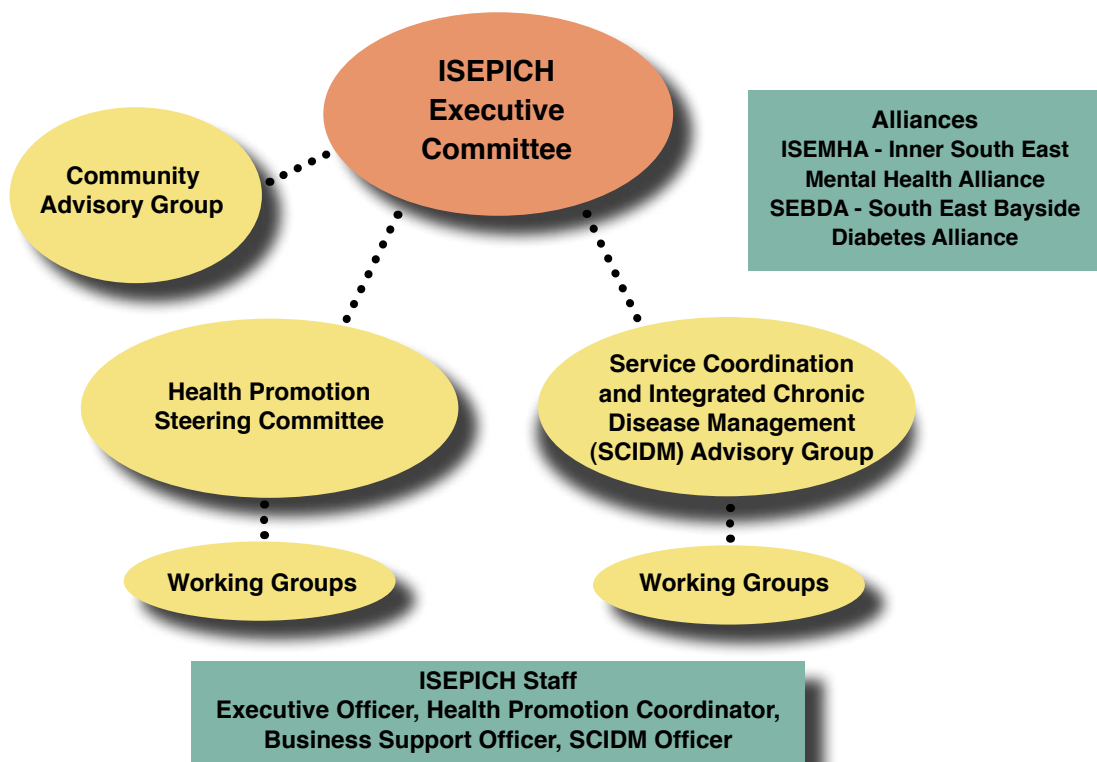 ISEPICH
Executive
Committee
Community
Advisory Group
Alliances
ISEMHA - Inner South East
Mental Health Alliance
SEBDA - South East Bayside
Diabetes Alliance
Health Promotion
Steering Committee
Service Coordination
and Integrated Chronic
Disease Management
(SCIDM) Advisory Group
Working Groups
Working Groups
ISEPICH Staff
Executive Officer, Health Promotion Coordinator,
Business Support Officer, SCIDM Officer